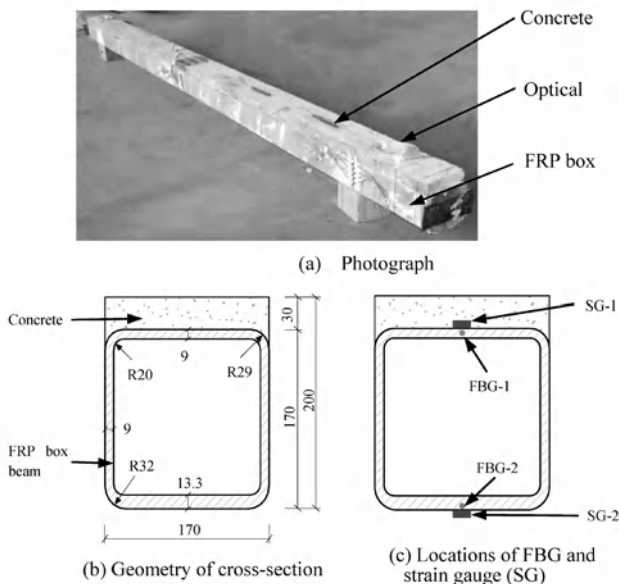 Concrete
Optical
FRP box
(a) Photograph
Concrete
R20
9
R29
30
170
200
9
FRP box
beam
R32
13.3
170
(b) Geometry of cross-section
SG-1
FBG-1
FBG-2
SG-2
(c) Locations of FBG and
strain gauge (SG)